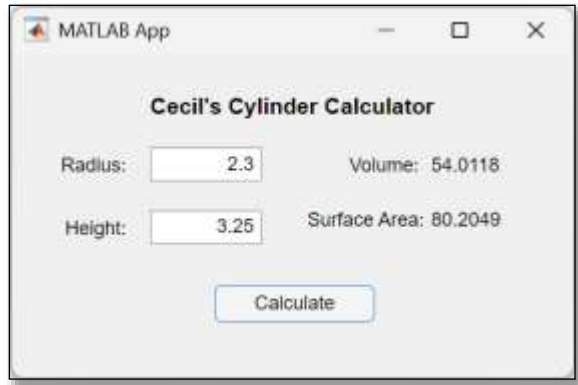 MATLAB App
Cecil's Cylinder Calculator
Radius: 2.3 Volume: 54.0118
Height: 3.25 Surface Area: 80.2049
Calculate